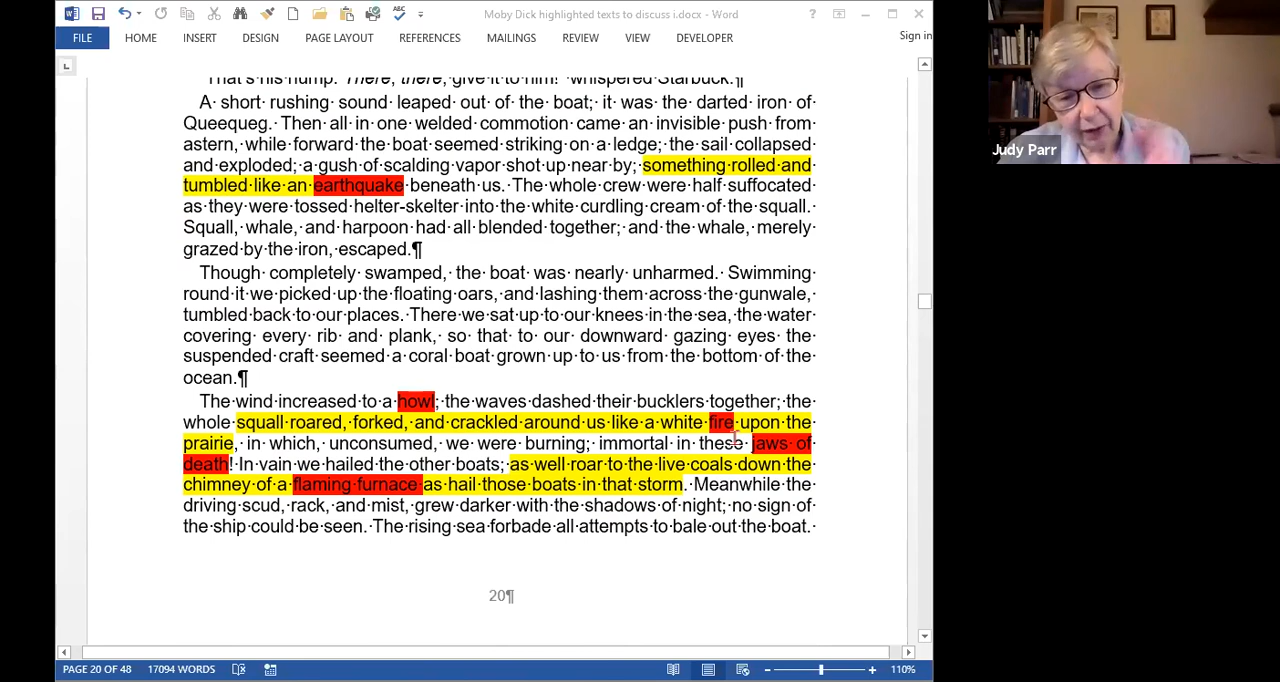 Moby Dick highlighted texts to discuss i.docx - Word
Sign in
FILE HOME INSERT DESIGN PAGE LAYOUT REFERENCES MAILINGS REVIEW VIEW DEVELOPER
That's his hump. There, there, give it to him!' whispered Starbuck.¶
A short rushing sound leaped out of the boat; it was the darted iron of
Queequeg. Then all in one welded commotion came an invisible push from
astern, while forward the boat seemed striking on a ledge; the sail collapsed
and exploded; a gush of scalding vapor shot up near-by; something rolled and
tumbled like an earthquake beneath us. The whole crew were half suffocated
as they were tossed helter-skelter into the white curdling cream of the squall.
Squall, whale, and harpoon had all blended together; and the whale, merely
grazed by the iron, escaped.¶
Though completely swamped, the boat was nearly unharmed. Swimming
round it we picked up the floating oars, and lashing them across the gunwale,
tumbled back to our places. There we sat up to our knees in the sea, the water
covering every rib and plank, so that to our downward gazing eyes the
suspended craft seemed a coral boat grown up to us from the bottom of the
ocean.¶
The wind increased to a howl; the waves dashed their bucklers together; the
whole squall roared, forked, and crackled around us like a white fire upon the
prairie, in which, unconsumed, we were burning; immortal in these jaws of
death! In vain we hailed the other boats; as well roar to the live coals down the
chimney of a flaming furnace as hail those boats in that storm. Meanwhile the
driving scud, rack, and mist, grew darker with the shadows of night; no sign of
the ship could be seen. The rising sea forbade all attempts to bale out the boat.
20¶
PAGE 20 OF 48 17094 WORDS 110%
Judy Parr